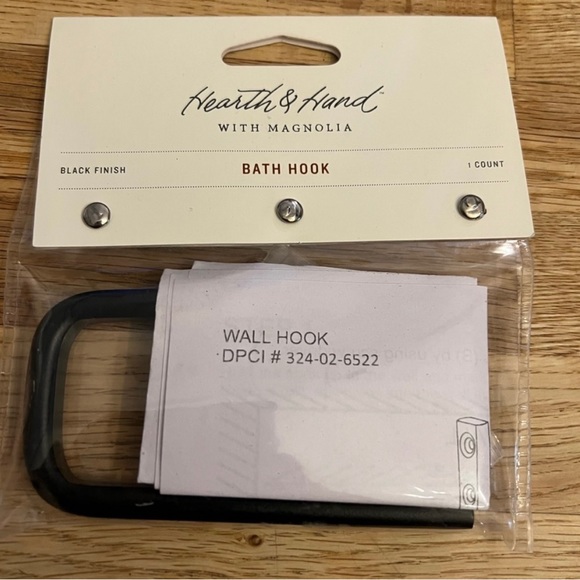 Hearth & Hand
WITH MAGNOLIA
BLACK FINISH
BATH HOOK
1 COUNT
WALL HOOK
DPCI # 324-02-6522